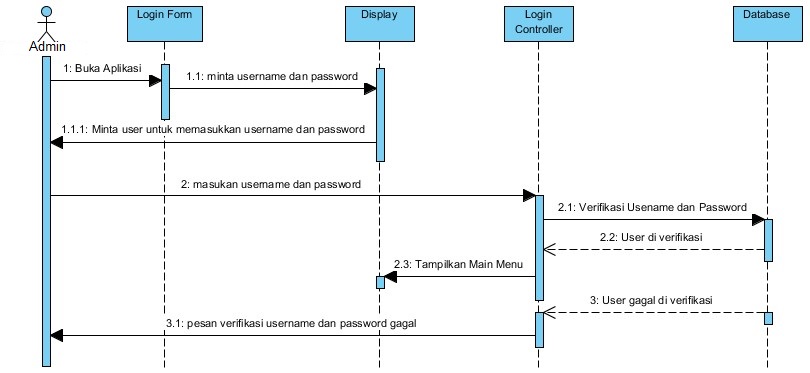 Login Form
Display
Login
Controller
Database
Admin
1: Buka Aplikasi
1.1: minta username dan password
1.1.1: Minta user untuk memasukkan username dan password
2: masukan username dan password
2.1: Verifikasi Usename dan Password
2.2: User di verifikasi
2.3: Tampilkan Main Menu
3: User gagal di verifikasi
3.1: pesan verifikasi username dan password gagal